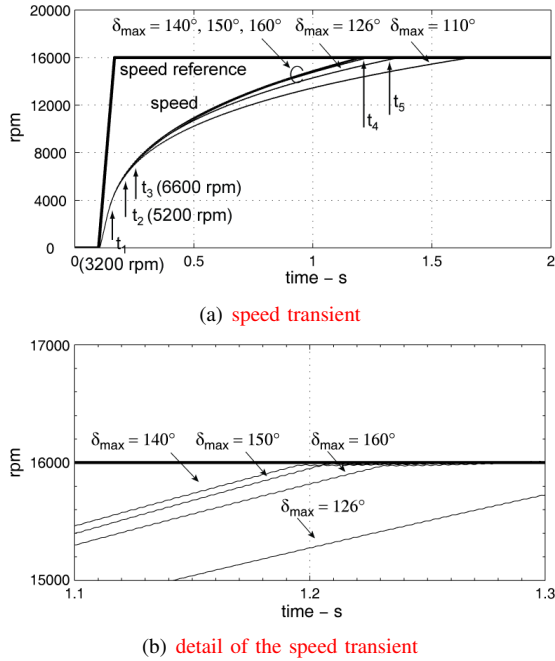 δmax = 140°, 150°, 160° δmax = 126° δmax = 110°
20000
16000
12000
8000
4000
0
rpm
speed reference
speed
t5
t4
t3 (6600 rpm)
t2 (5200 rpm)
t1
(3200 rpm)
0 0.5 1 1.5 2
time – s
(a) speed transient
17000
16000
15000
rpm
δmax = 140° δmax = 150° δmax = 160°
δmax = 126°
1.1 1.2 1.3
time – s
(b) detail of the speed transient